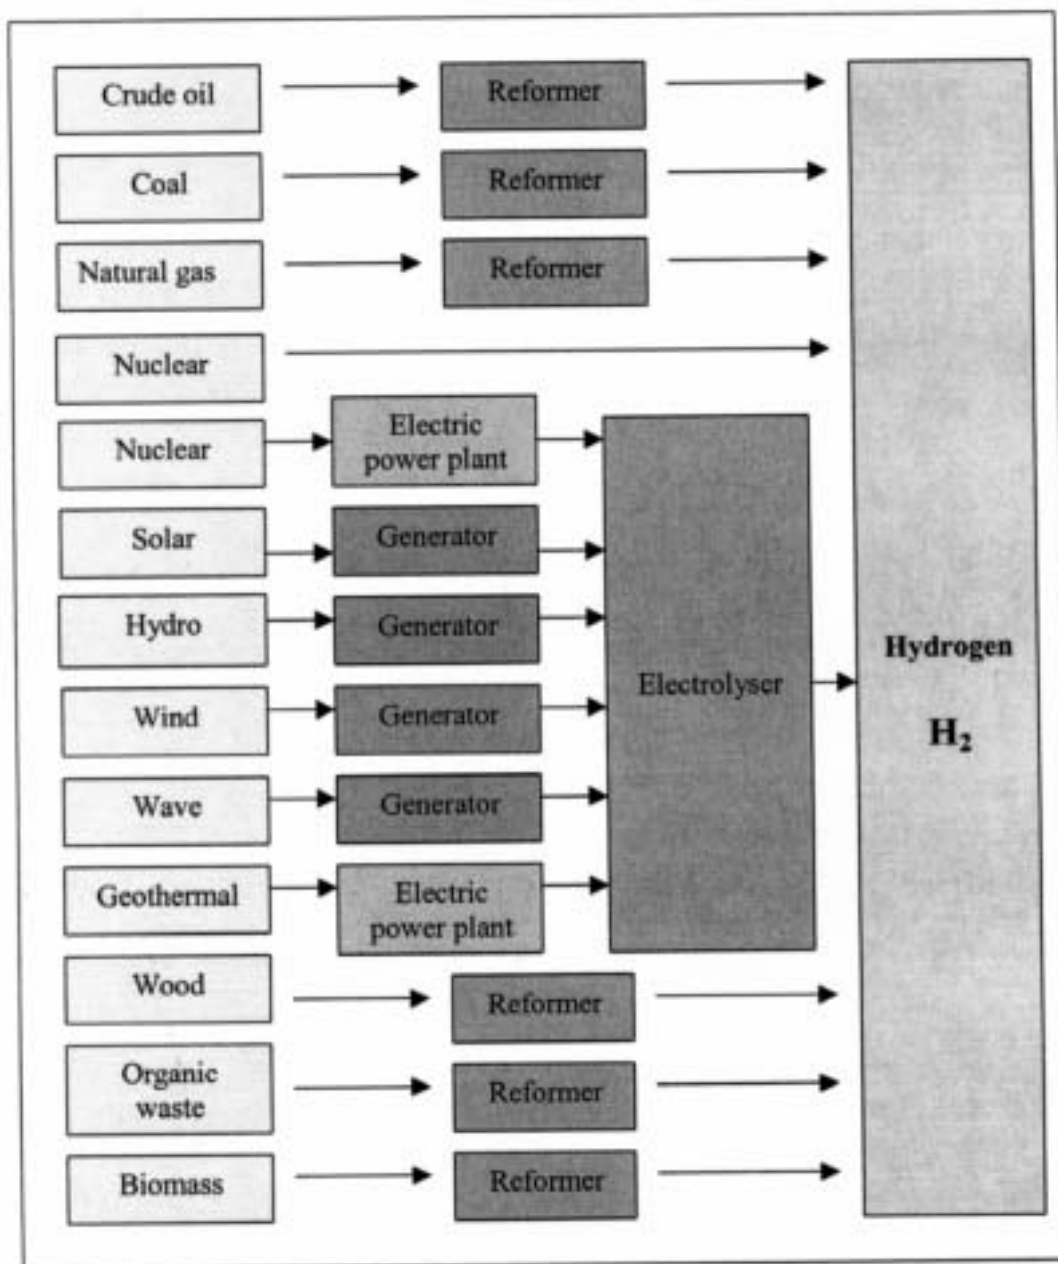 Crude oil
Reformer
Coal
Reformer
Natural gas
Reformer
Nuclear
Nuclear
Electric
power plant
Solar
Generator
Hydro
Generator
Wind
Generator
Wave
Generator
Geothermal
Electric
power plant
Electrolyser
Hydrogen
H₂
Wood
Reformer
Organic
waste
Reformer
Biomass
Reformer